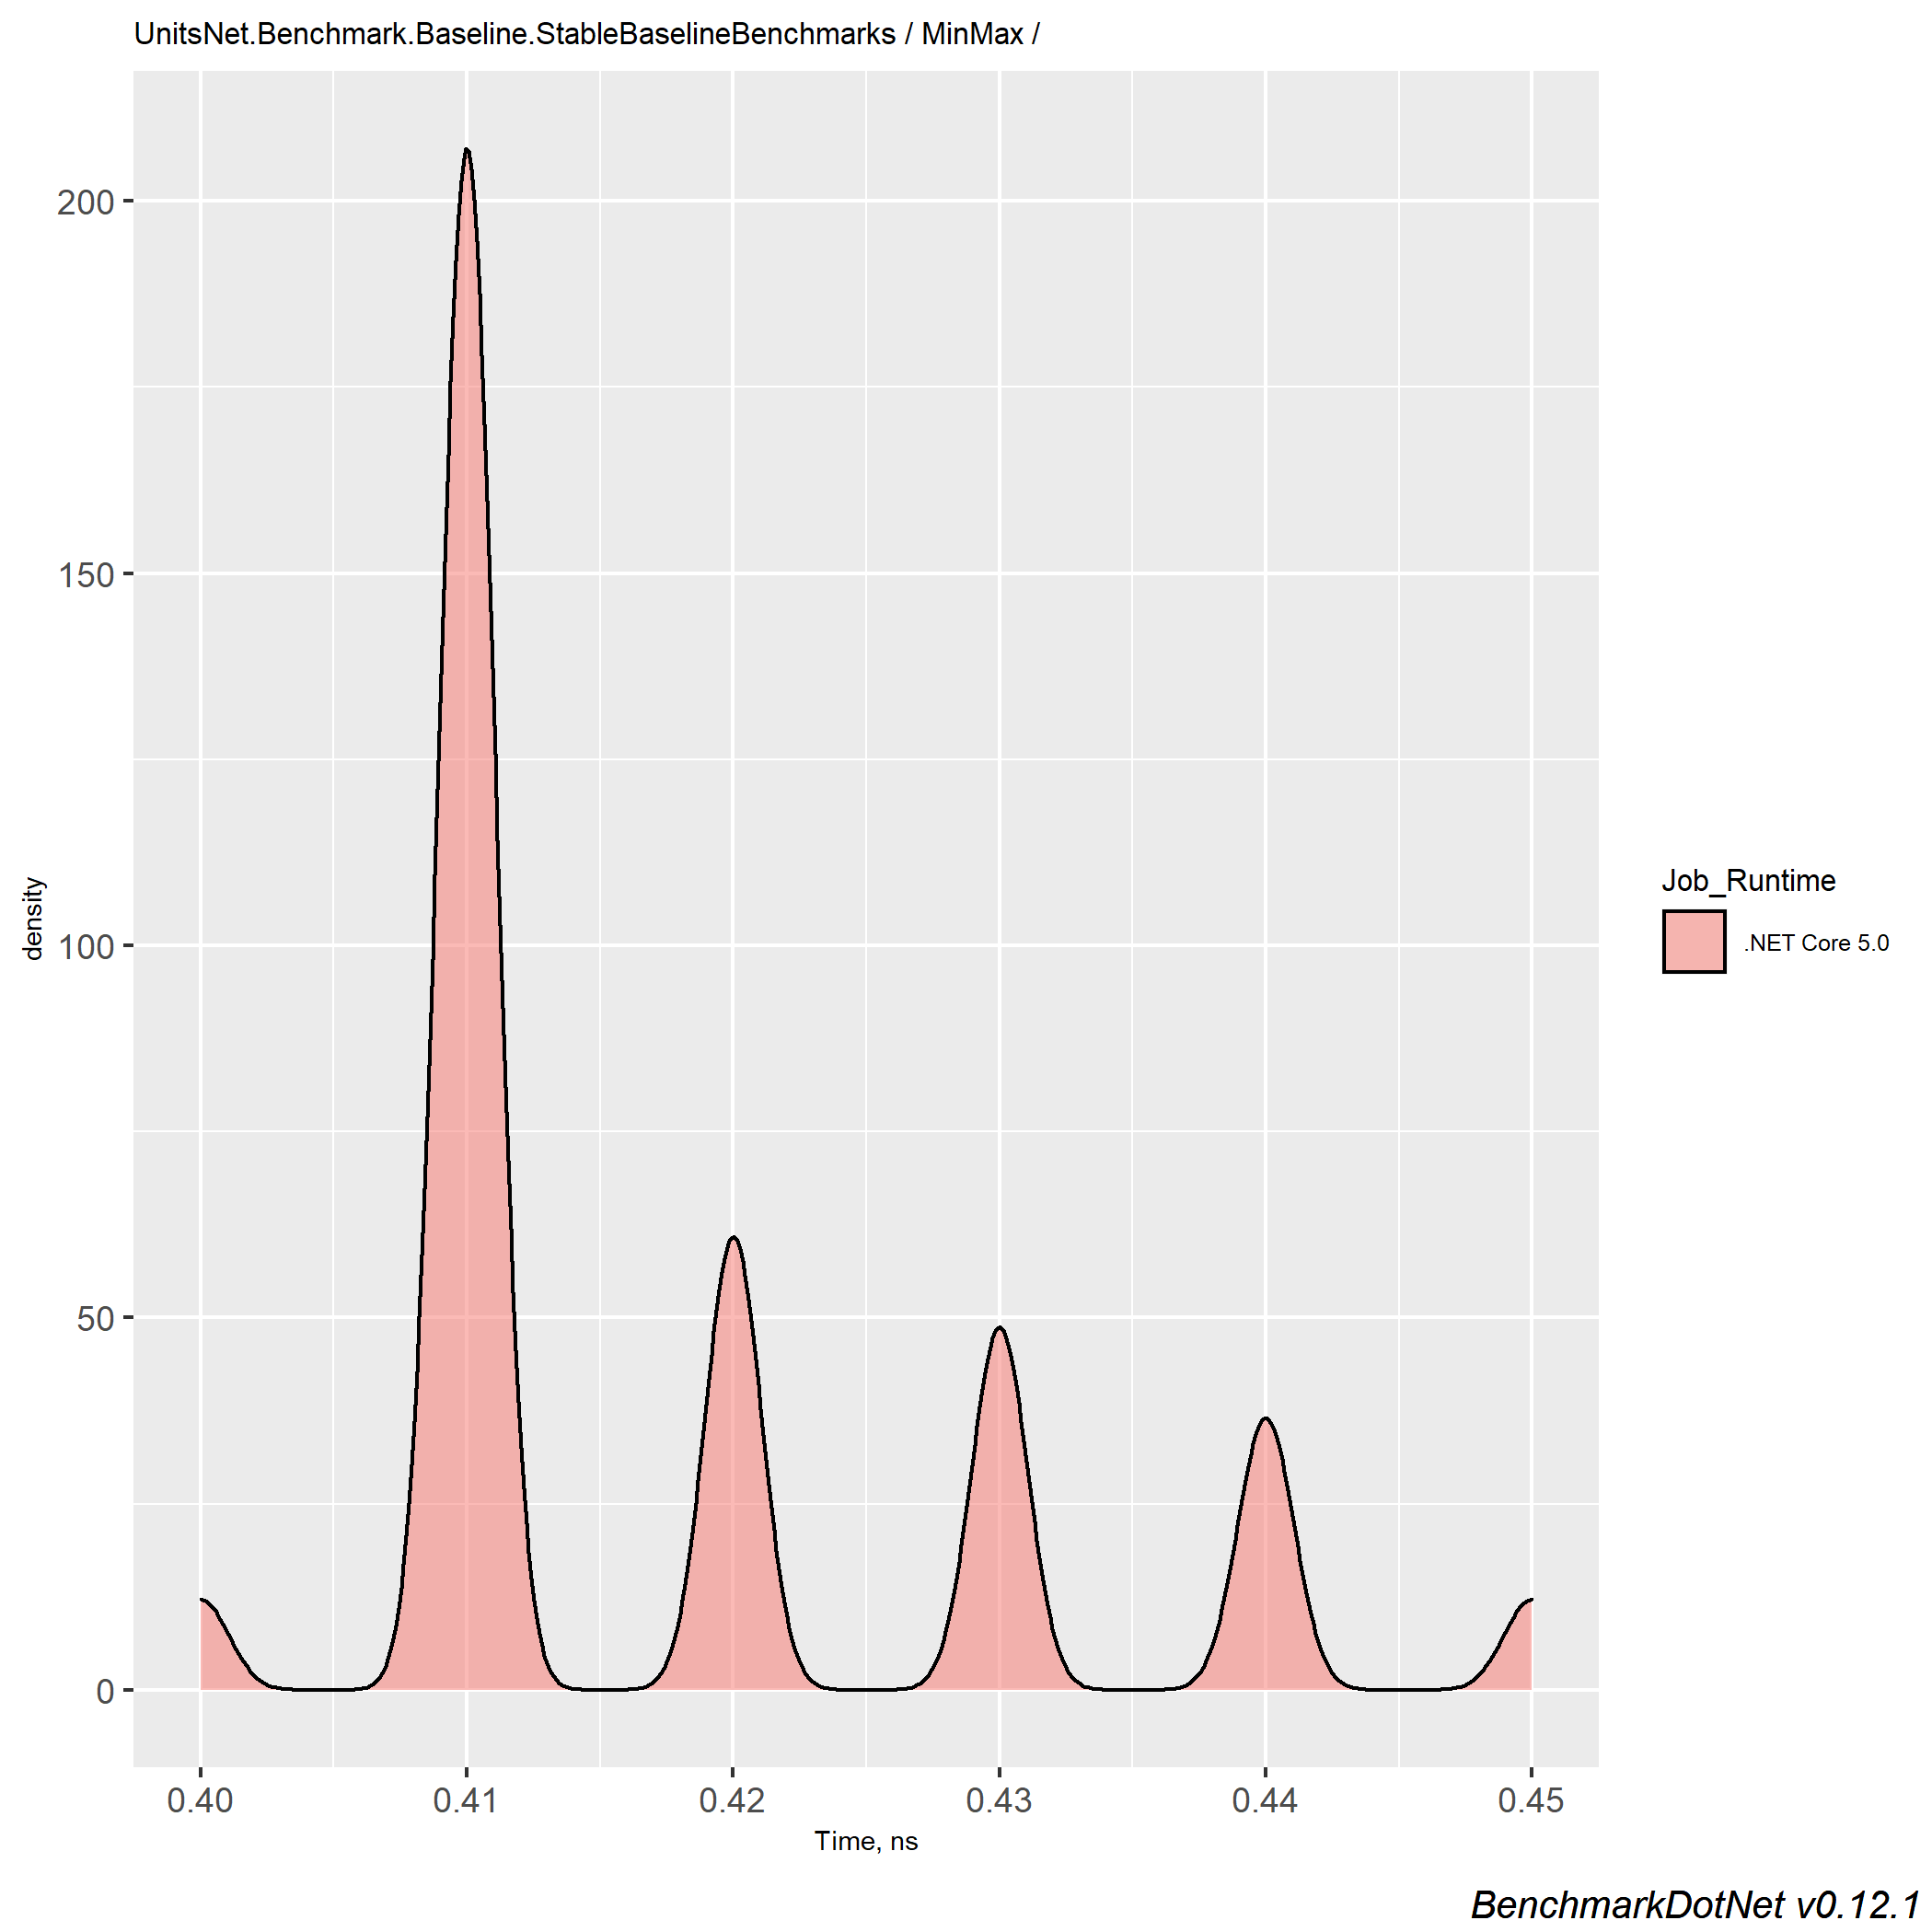 UnitsNet.Benchmark.Baseline.StableBaselineBenchmarks / MinMax /
200
150
100
50
0
density
0.40 0.41 0.42 0.43 0.44 0.45
Time, ns
Job_Runtime
.NET Core 5.0
BenchmarkDotNet v0.12.1